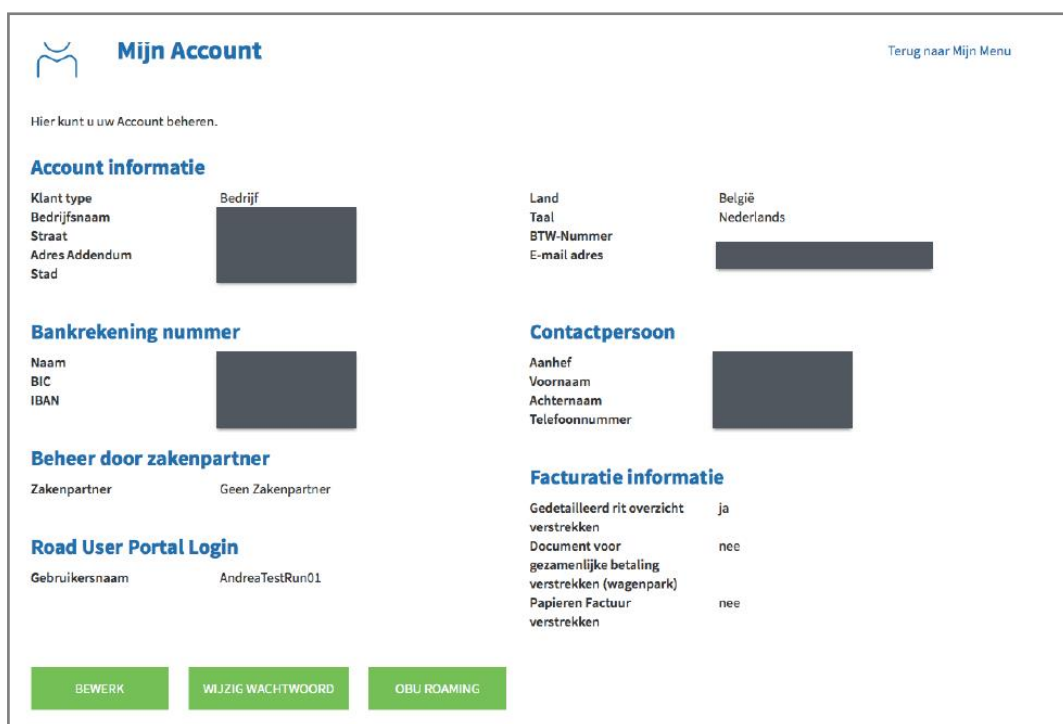 Mijn Account
Terug naar Mijn Menu
Hier kunt u uw Account beheren.
Account informatie
Klant type Bedrijf
Bedrijfsnaam
Straat
Adres Addendum
Stad
Land België
Taal Nederlands
BTW-Nummer
E-mail adres
Bankrekening nummer
Naam
BIC
IBAN
Contactpersoon
Aanhef
Voornaam
Achternaam
Telefoonnummer
Beheer door zakenpartner
Zakenpartner Geen Zakenpartner
Road User Portal Login
Gebruikersnaam AndreaTestRun01
Facturatie informatie
Gedetailleerd rit overzicht ja
verstrekken
Document voor nee
gezamenlijke betaling
verstrekken (wagenpark)
Papieren Factuur nee
verstrekken
BEWERK
WIJZIG WACHTWOORD
OBU ROAMING